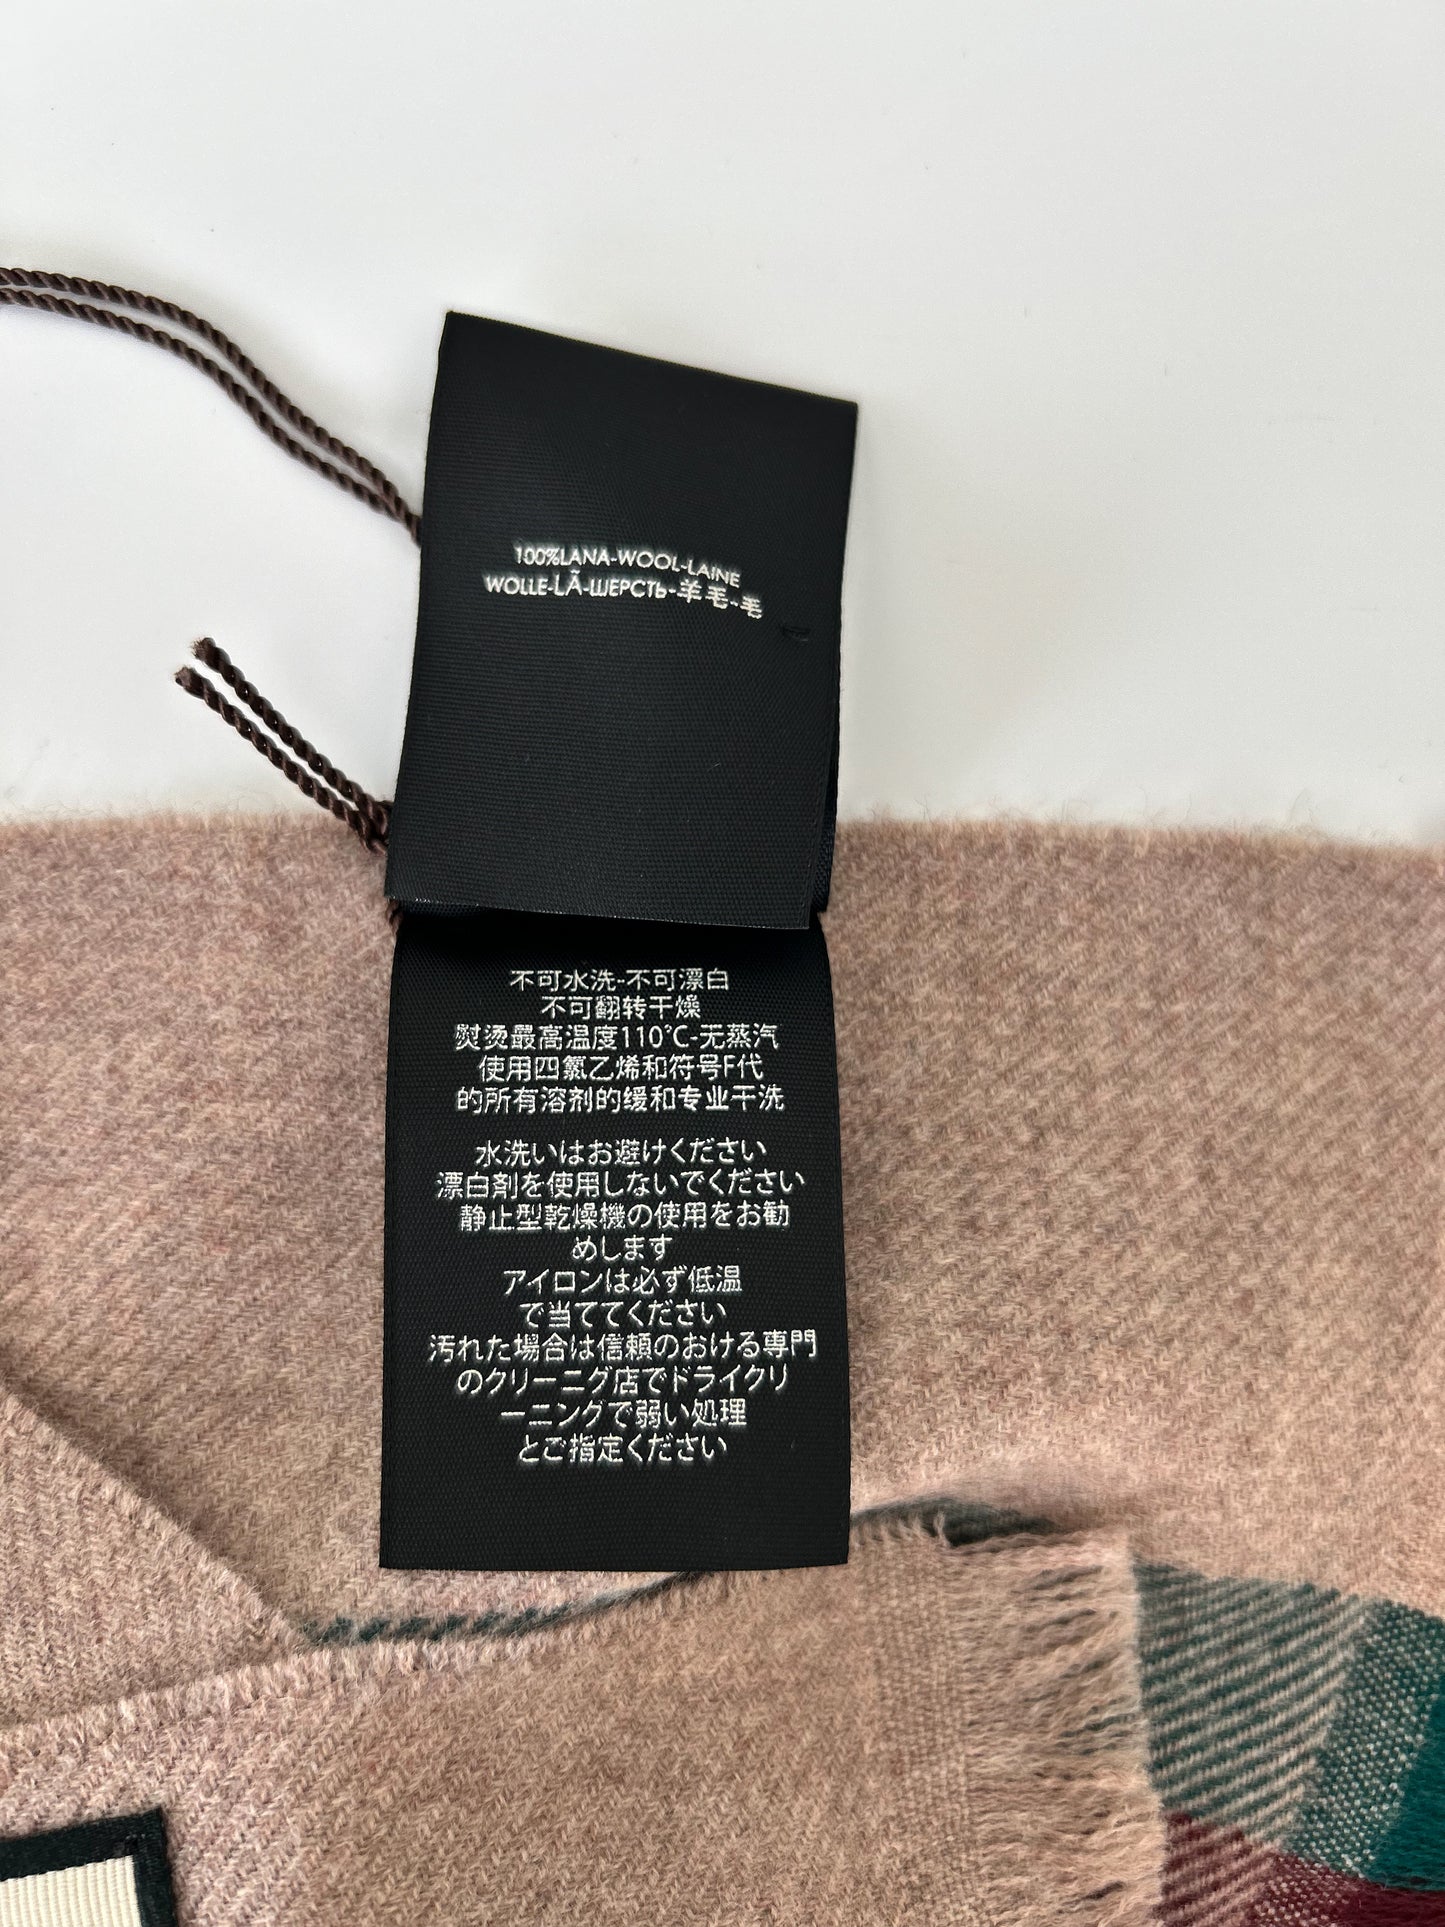 100%LANA-WOOL-LAINE
WOLLE-LÃ-ШЕРСТЬ-羊毛-毛
不可水洗-不可漂白
不可翻转干燥
熨烫最高温度110°C-无蒸汽
使用四氯乙烯和符号F代
的所有溶剂的缓和专业干洗
水洗いはお避けください
漂白剤を使用しないでください
静止型乾燥機の使用をお勧
めします
アイロンは必ず低温
で当ててください
汚れた場合は信頼のおける専門
のクリーニング店でドライクリ
ーニングで弱い処理
とご指定ください